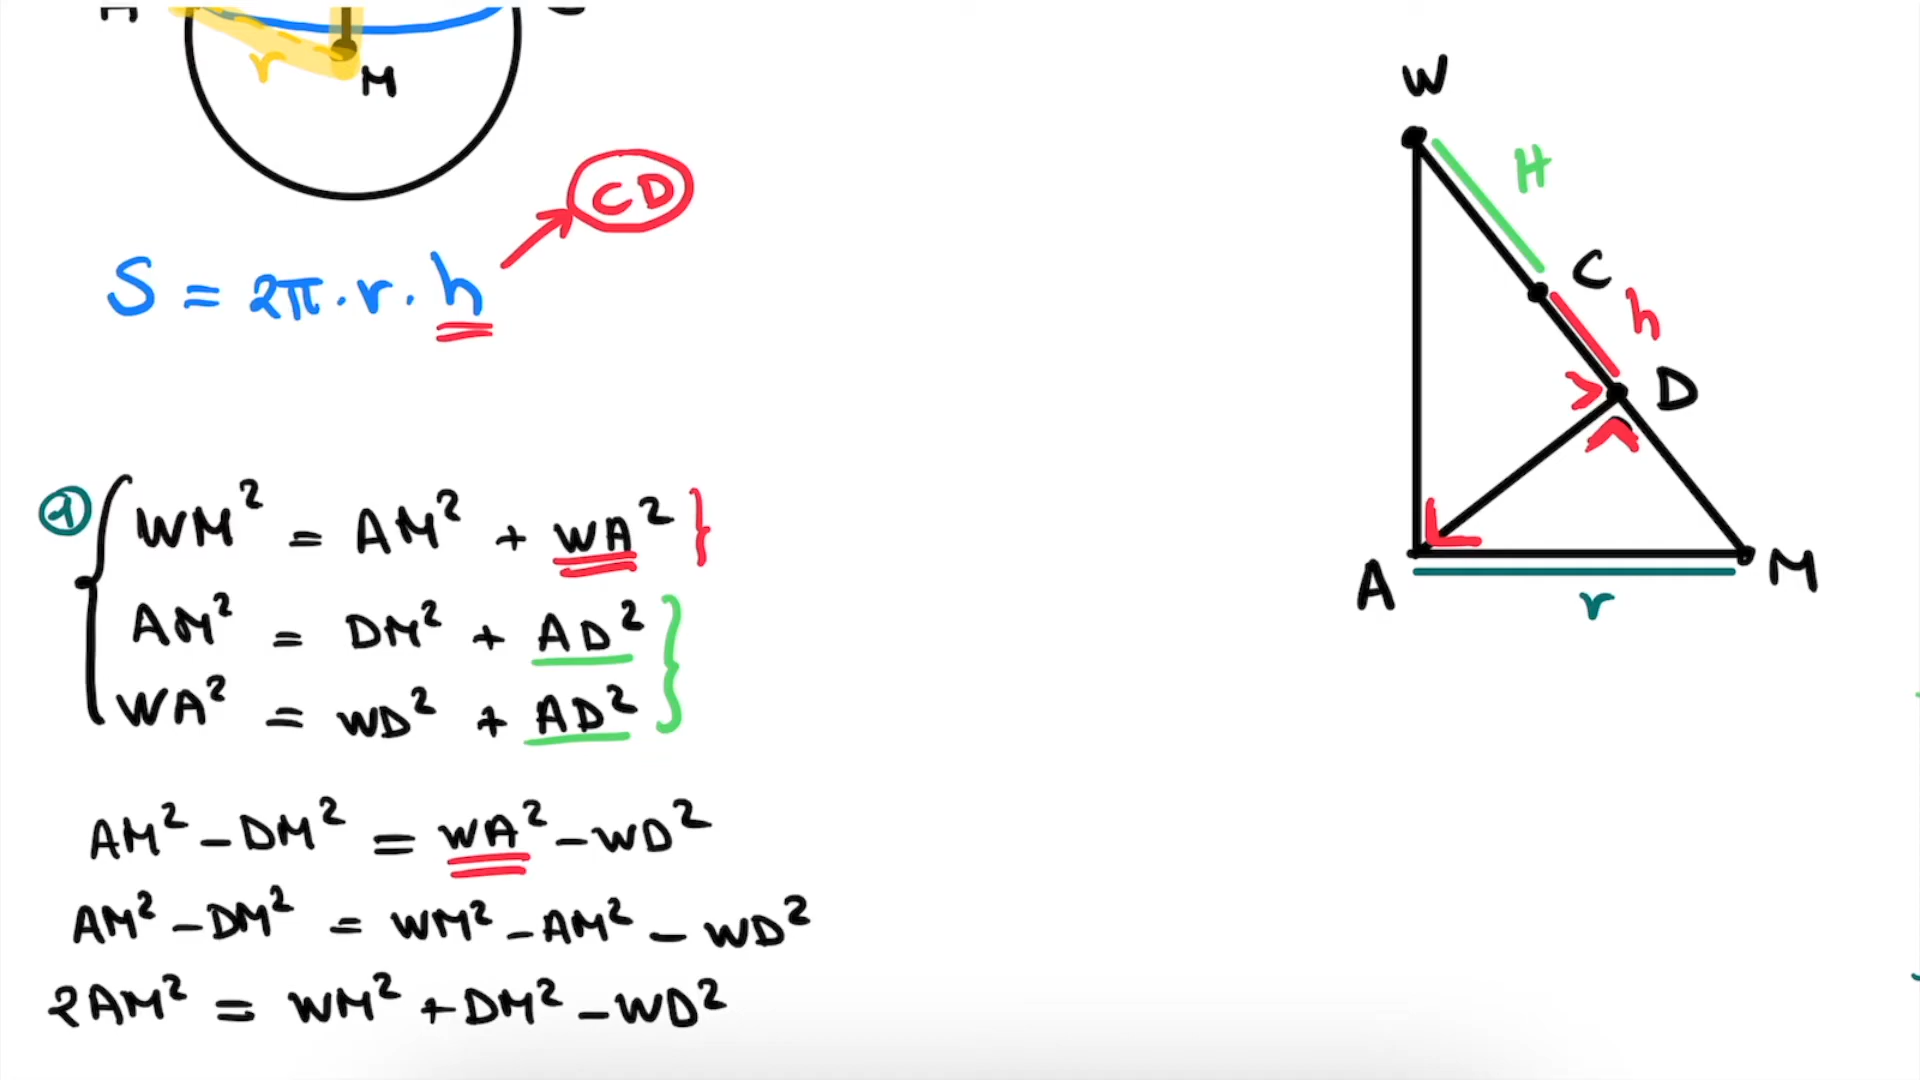 r
M
CD
S = 2π · r · h
① WM² = AM² + WA²
AM² = DM² + AD²
WA² = WD² + AD²
AM² - DM² = WA² - WD²
AM² - DM² = WM² - AM² - WD²
2AM² = WM² + DM² - WD²
W
H
C
h
D
A
M
r